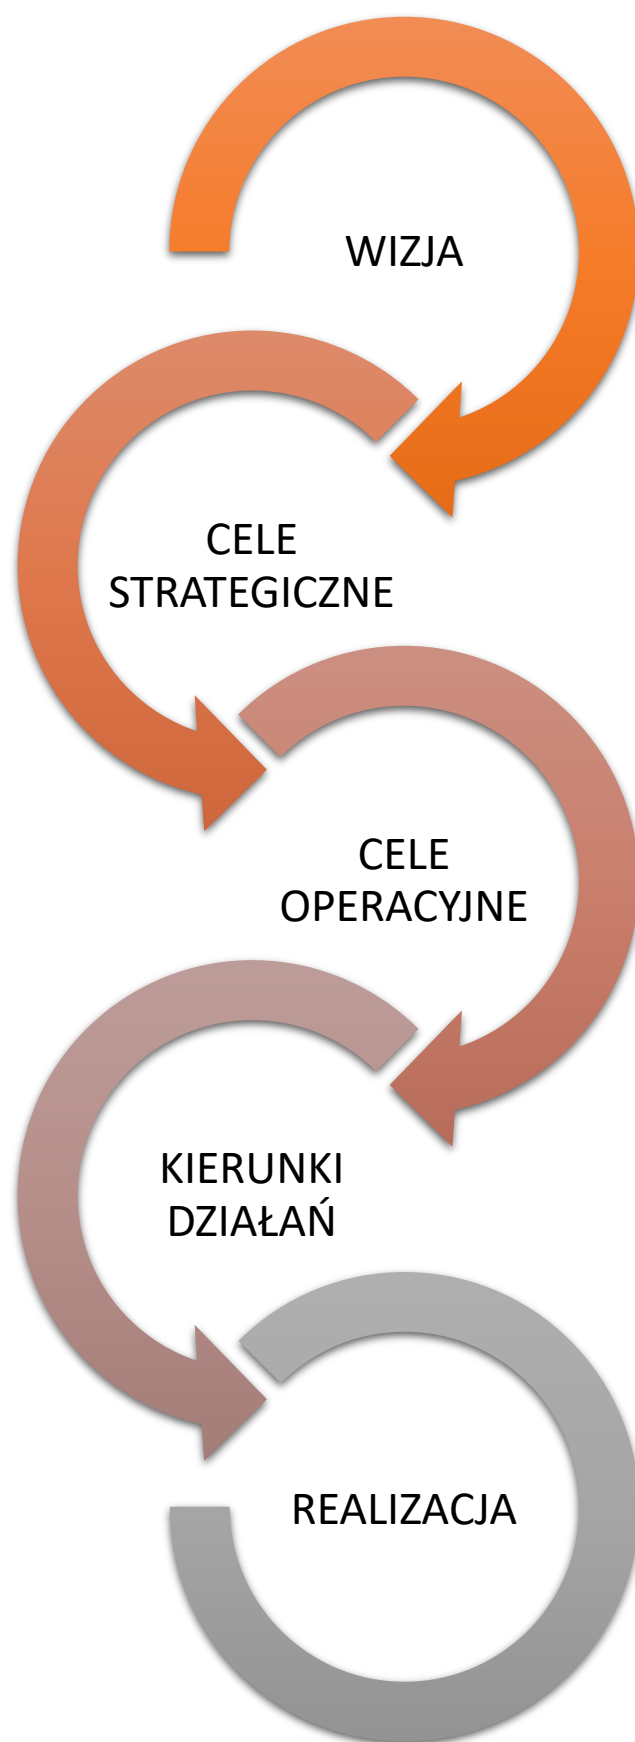 WIZJA
CELE
STRATEGICZNE
CELE
OPERACYJNE
KIERUNKI
DZIAŁAŃ
REALIZACJA